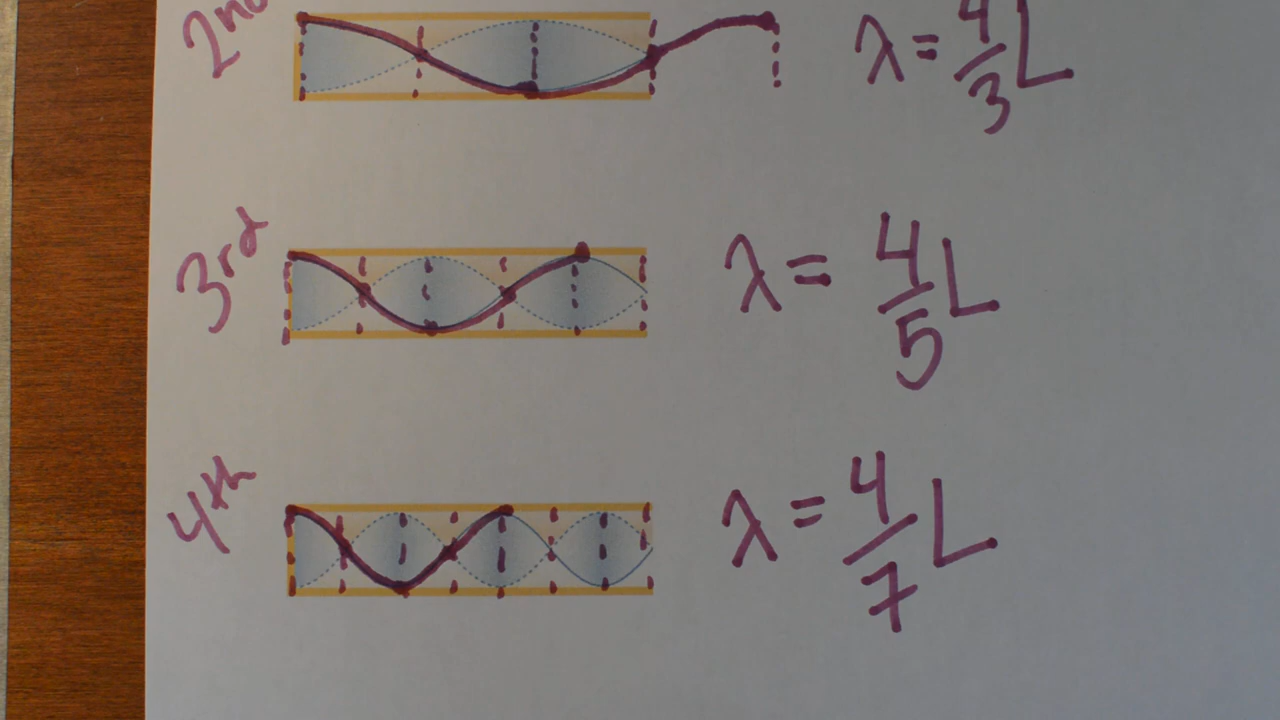 2nd λ = 4/3 L
3rd λ = 4/5 L
4th λ = 4/7 L